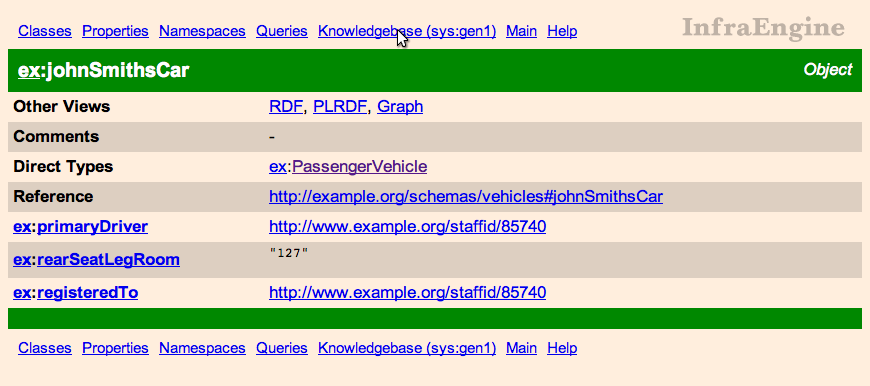 Classes Properties Namespaces Queries Knowledgebase (sys:gen1) Main Help InfraEngine
ex:johnSmithsCar Object
Other Views RDF, PLRDF, Graph
Comments -
Direct Types ex:PassengerVehicle
Reference http://example.org/schemas/vehicles#johnSmithsCar
ex:primaryDriver http://www.example.org/staffid/85740
ex:rearSeatLegRoom "127"
ex:registeredTo http://www.example.org/staffid/85740
Classes Properties Namespaces Queries Knowledgebase (sys:gen1) Main Help